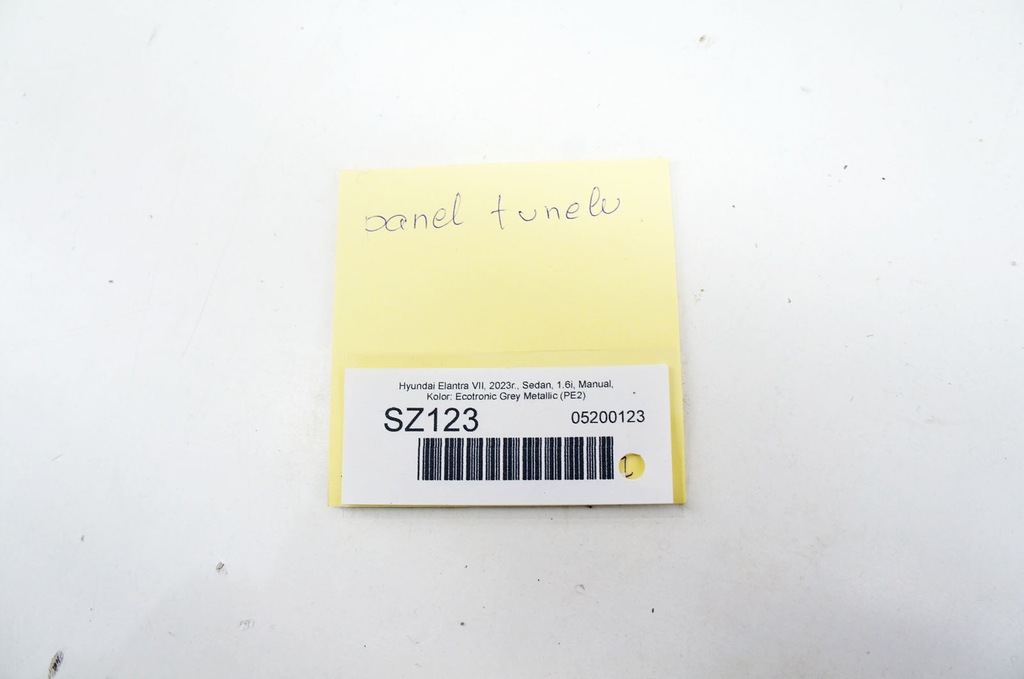 panel tunelu
Hyundai Elantra VII, 2023r., Sedan, 1.6i, Manual,
Kolor: Ecotronic Grey Metallic (PE2)
SZ123 05200123